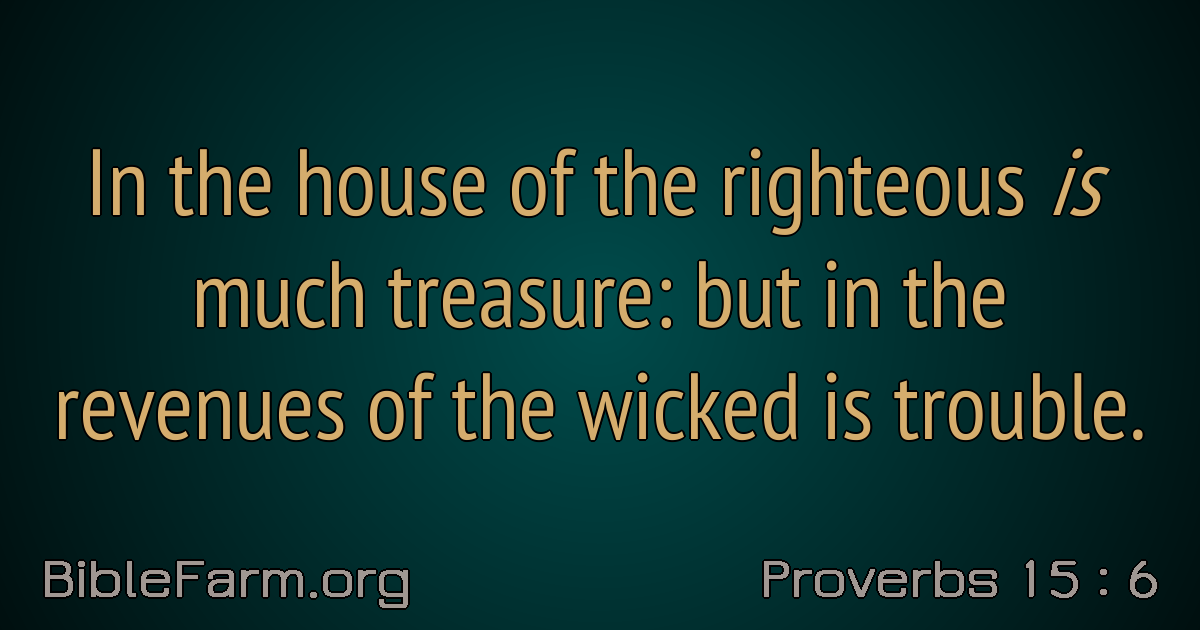 In the house of the righteous is
much treasure: but in the
revenues of the wicked is trouble.
BibleFarm.org
Proverbs 15 : 6